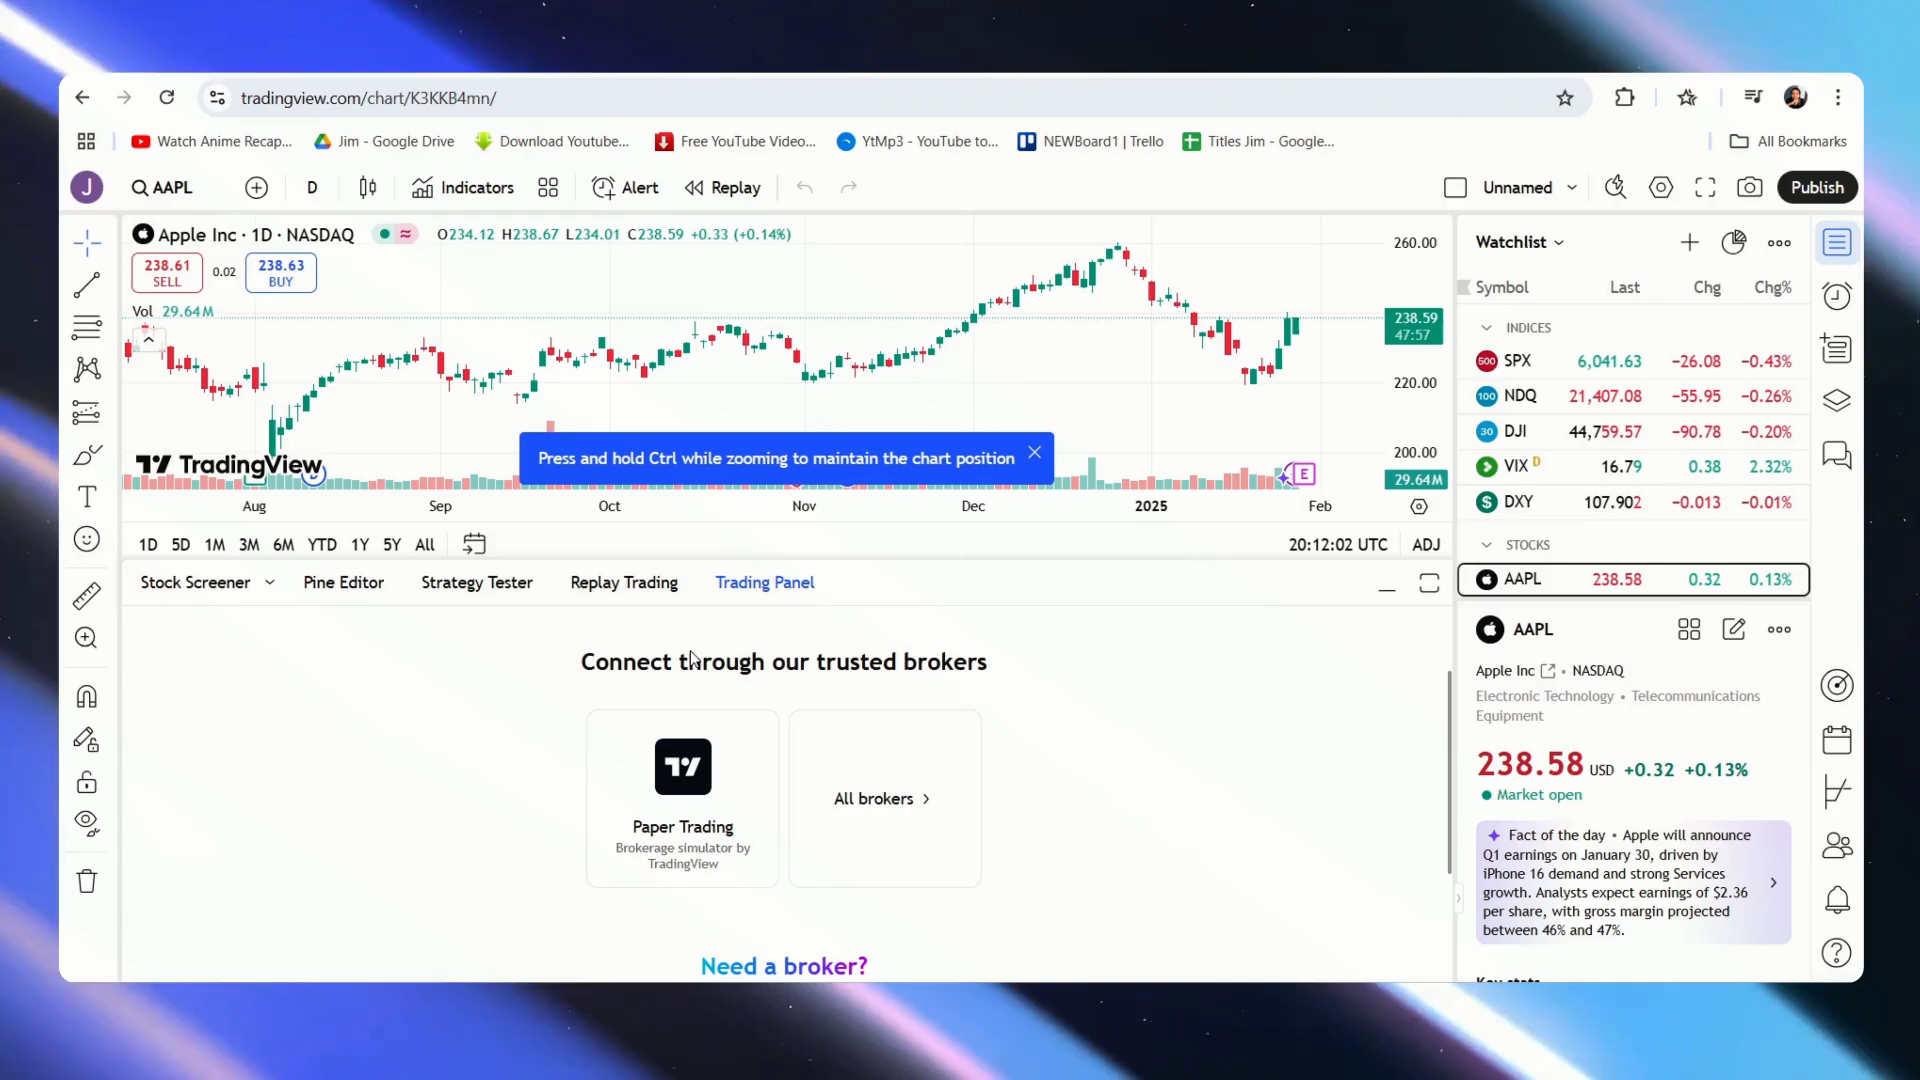 tradingview.com/chart/K3KKB4mn/
Watch Anime Recap...
Jim - Google Drive
Download Youtube...
Free YouTube Video...
YtMp3 - YouTube to...
NEWBoard1 | Trello
Titles Jim - Google...
All Bookmarks
J
AAPL
D
Indicators
Alert
Replay
Unnamed
Publish
Apple Inc · 1D · NASDAQ
O234.12 H238.67 L234.01 C238.59 +0.33 (+0.14%)
238.61
SELL
0.02
238.63
BUY
Vol 29.64M
260.00
238.59
47:57
220.00
200.00
29.64M
TradingView
Press and hold Ctrl while zooming to maintain the chart position
E
Aug
Sep
Oct
Nov
Dec
2025
Feb
1D 5D 1M 3M 6M YTD 1Y 5Y All
20:12:02 UTC
ADJ
Stock Screener
Pine Editor
Strategy Tester
Replay Trading
Trading Panel
Connect through our trusted brokers
Paper Trading
Brokerage simulator by
TradingView
All brokers
Need a broker?
Watchlist
Symbol Last Chg Chg%
INDICES
500 SPX 6,041.63 −26.08 −0.43%
100 NDQ 21,407.08 −55.95 −0.26%
30 DJI 44,759.57 −90.78 −0.20%
VIX D 16.79 0.38 2.32%
$ DXY 107.902 −0.013 −0.01%
STOCKS
AAPL 238.58 0.32 0.13%
AAPL
Apple Inc • NASDAQ
Electronic Technology • Telecommunications
Equipment
238.58 USD +0.32 +0.13%
Market open
Fact of the day • Apple will announce
Q1 earnings on January 30, driven by
iPhone 16 demand and strong Services
growth. Analysts expect earnings of $2.36
per share, with gross margin projected
between 46% and 47%.
Key stats